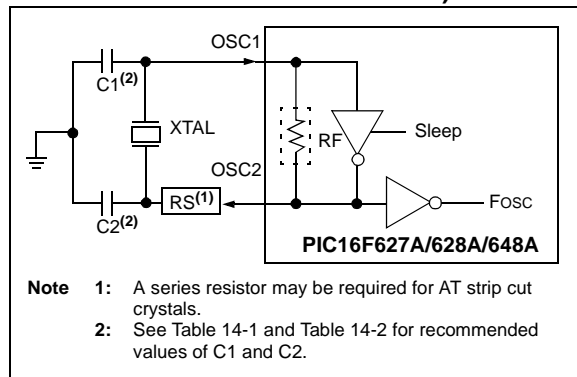 OSC1
C1(2)
XTAL
RF
Sleep
OSC2
RS(1)
C2(2)
FOSC
PIC16F627A/628A/648A
Note 1: A series resistor may be required for AT strip cut
crystals.
2: See Table 14-1 and Table 14-2 for recommended
values of C1 and C2.